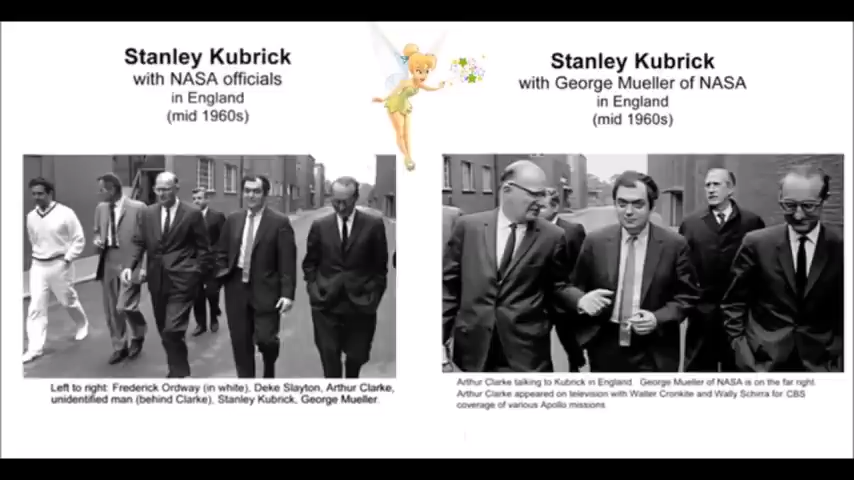 Stanley Kubrick
with NASA officials
in England
(mid 1960s)
Stanley Kubrick
with George Mueller of NASA
in England
(mid 1960s)
Left to right: Frederick Ordway (in white), Deke Slayton, Arthur Clarke,
unidentified man (behind Clarke), Stanley Kubrick, George Mueller.
Arthur Clarke talking to Kubrick in England. George Mueller of NASA is on the far right.
Arthur Clarke appeared on television with Walter Cronkite and Wally Schirra for CBS
coverage of various Apollo missions